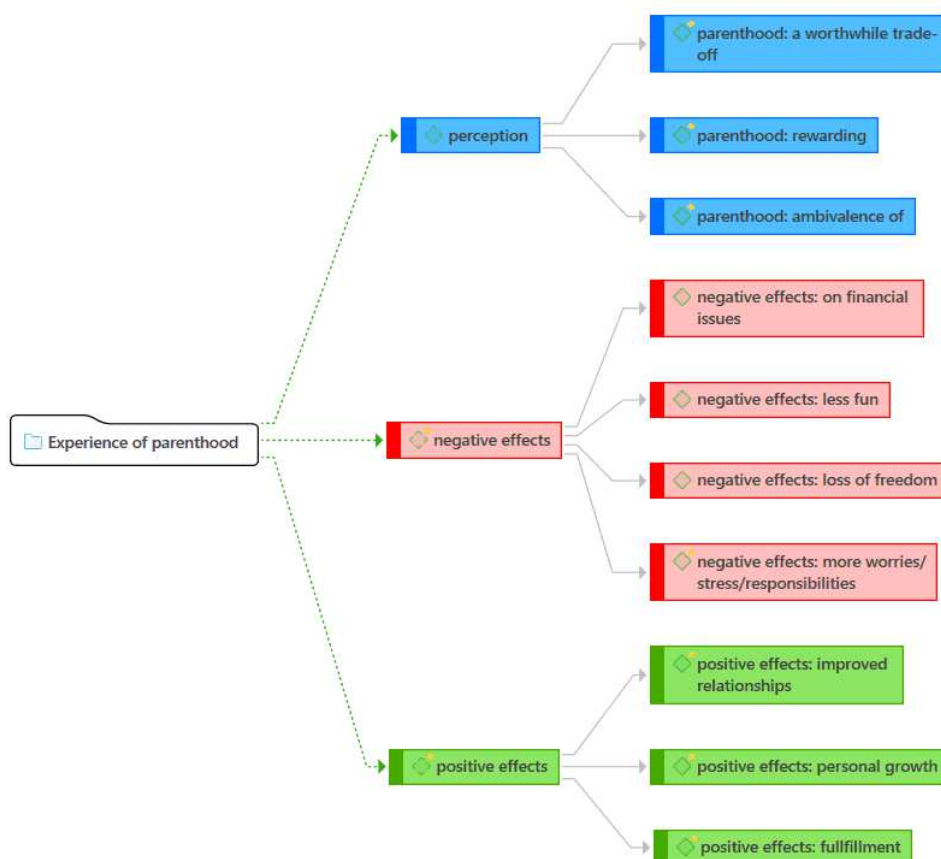 parenthood: a worthwhile trade-
off
perception
parenthood: rewarding
parenthood: ambivalence of
negative effects: on financial
issues
negative effects: less fun
Experience of parenthood
negative effects
negative effects: loss of freedom
negative effects: more worries/
stress/responsibilities
positive effects: improved
relationships
positive effects
positive effects: personal growth
positive effects: fullfillment